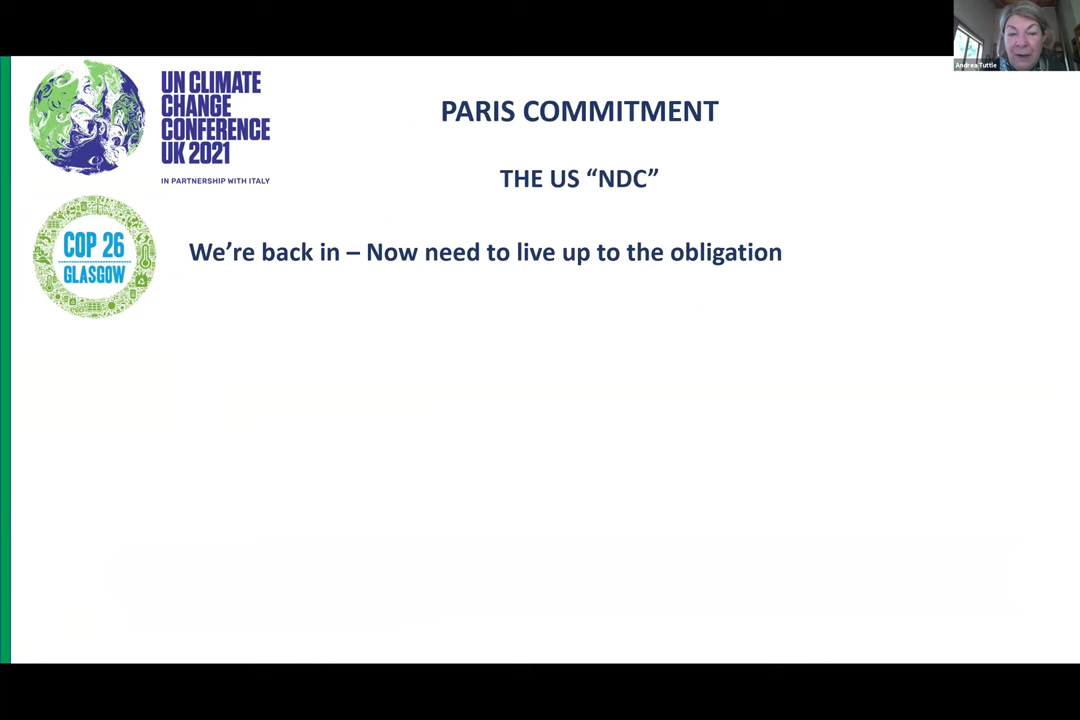 Andrea Tuttle
UN CLIMATE
CHANGE
CONFERENCE
UK 2021
IN PARTNERSHIP WITH ITALY
PARIS COMMITMENT
THE US “NDC”
COP 26
GLASGOW
We’re back in – Now need to live up to the obligation